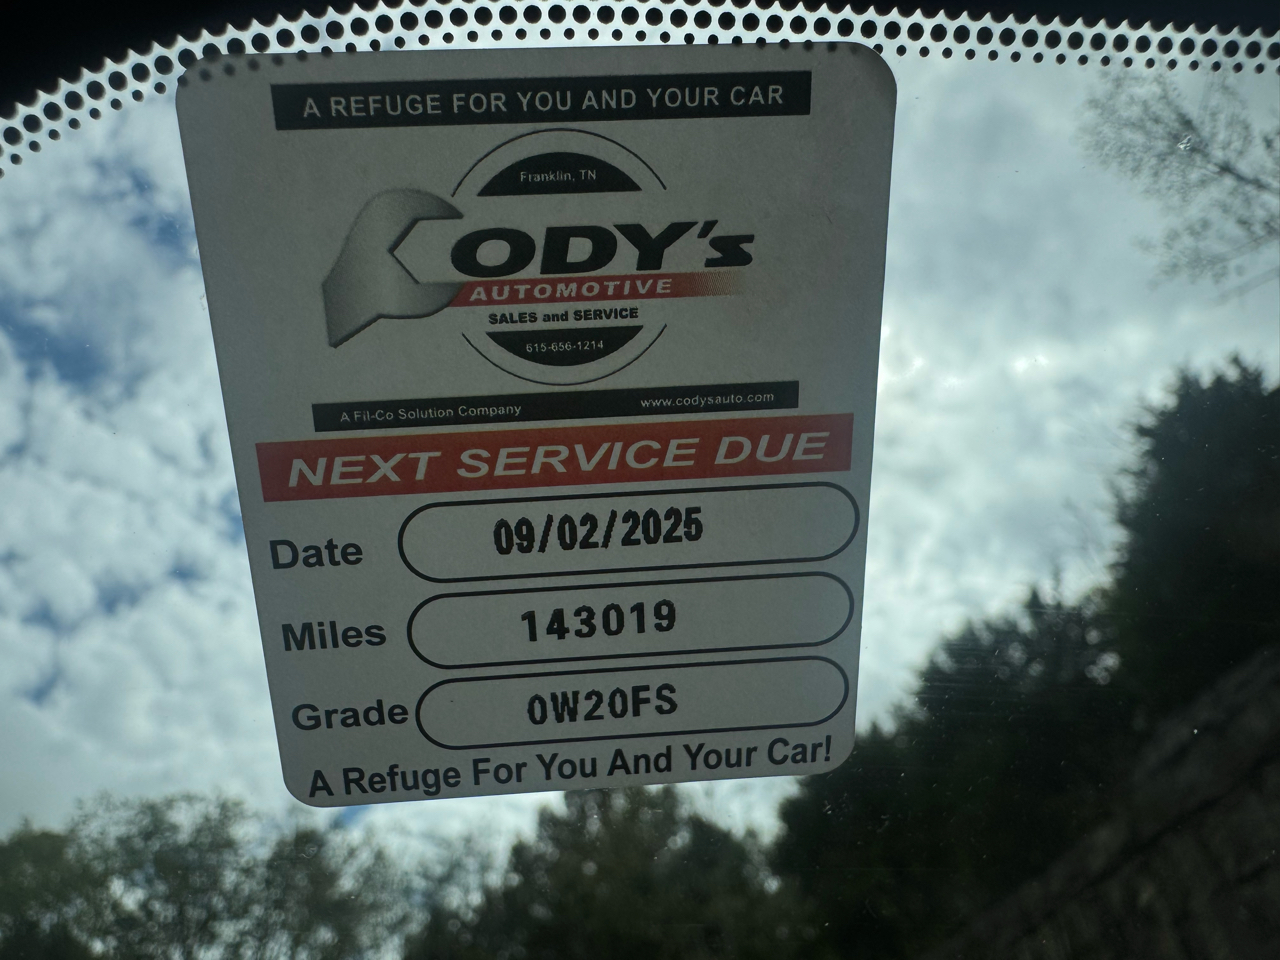 A REFUGE FOR YOU AND YOUR CAR
Franklin, TN
ODY's
AUTOMOTIVE
SALES and SERVICE
615-656-1214
A Fil-Co Solution Company www.codysauto.com
NEXT SERVICE DUE
Date 09/02/2025
Miles 143019
Grade 0W20FS
A Refuge For You And Your Car!